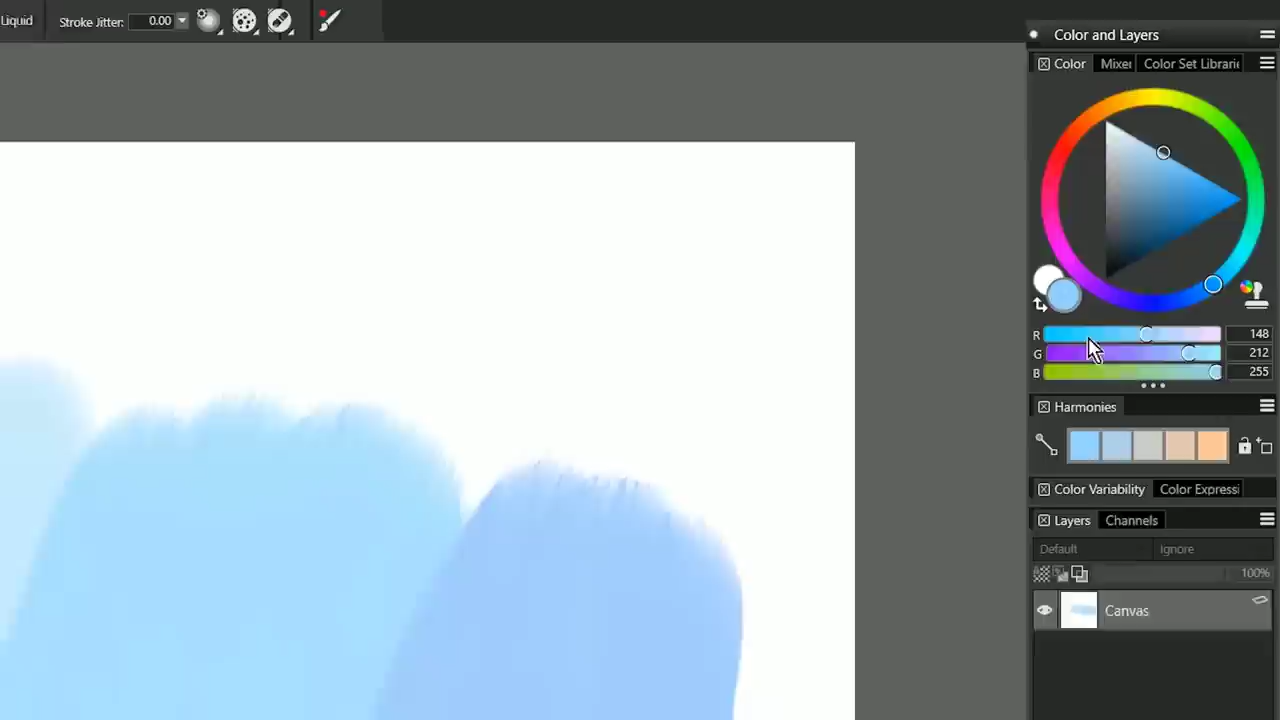 Liquid Stroke Jitter: 0.00
Color and Layers
Color Mixer Color Set Librari
R 148
G 212
B 255
Harmonies
Color Variability Color Expressi
Layers Channels
Default Ignore
100%
Canvas